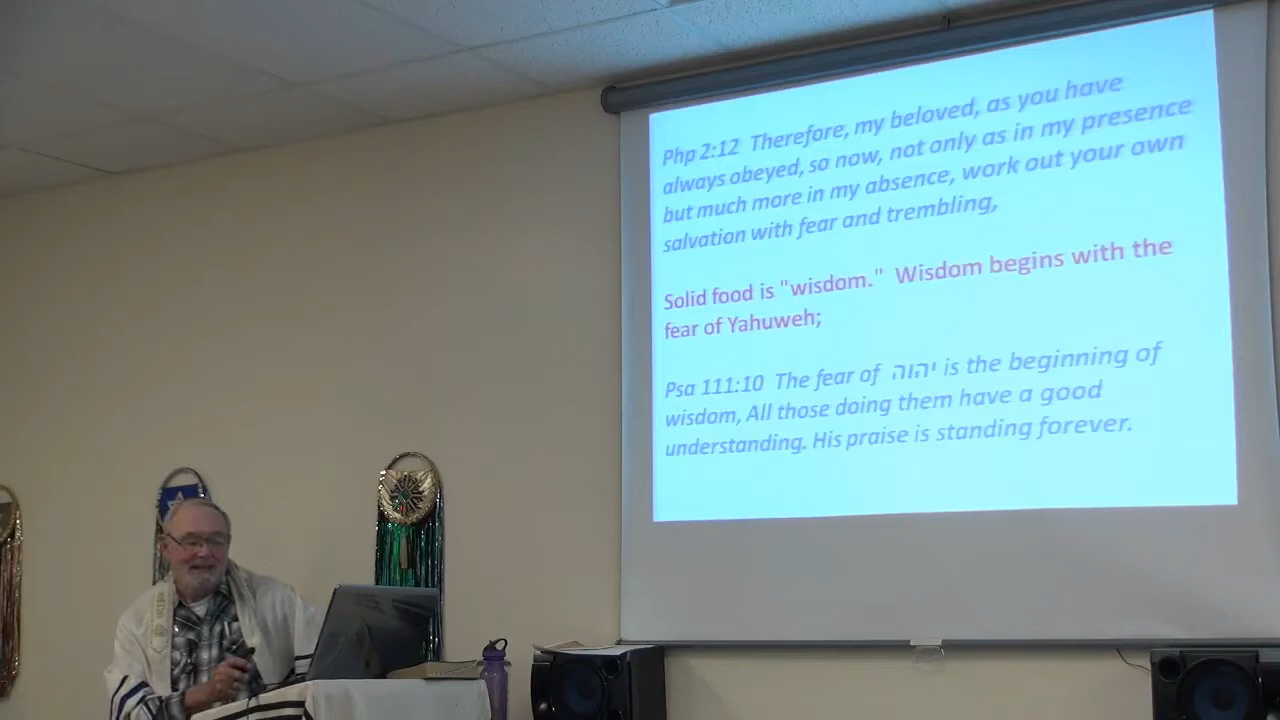 Php 2:12 Therefore, my beloved, as you have
always obeyed, so now, not only as in my presence
but much more in my absence, work out your own
salvation with fear and trembling,
Solid food is "wisdom." Wisdom begins with the
fear of Yahuweh;
Psa 111:10 The fear of יהוה is the beginning of
wisdom, All those doing them have a good
understanding. His praise is standing forever.